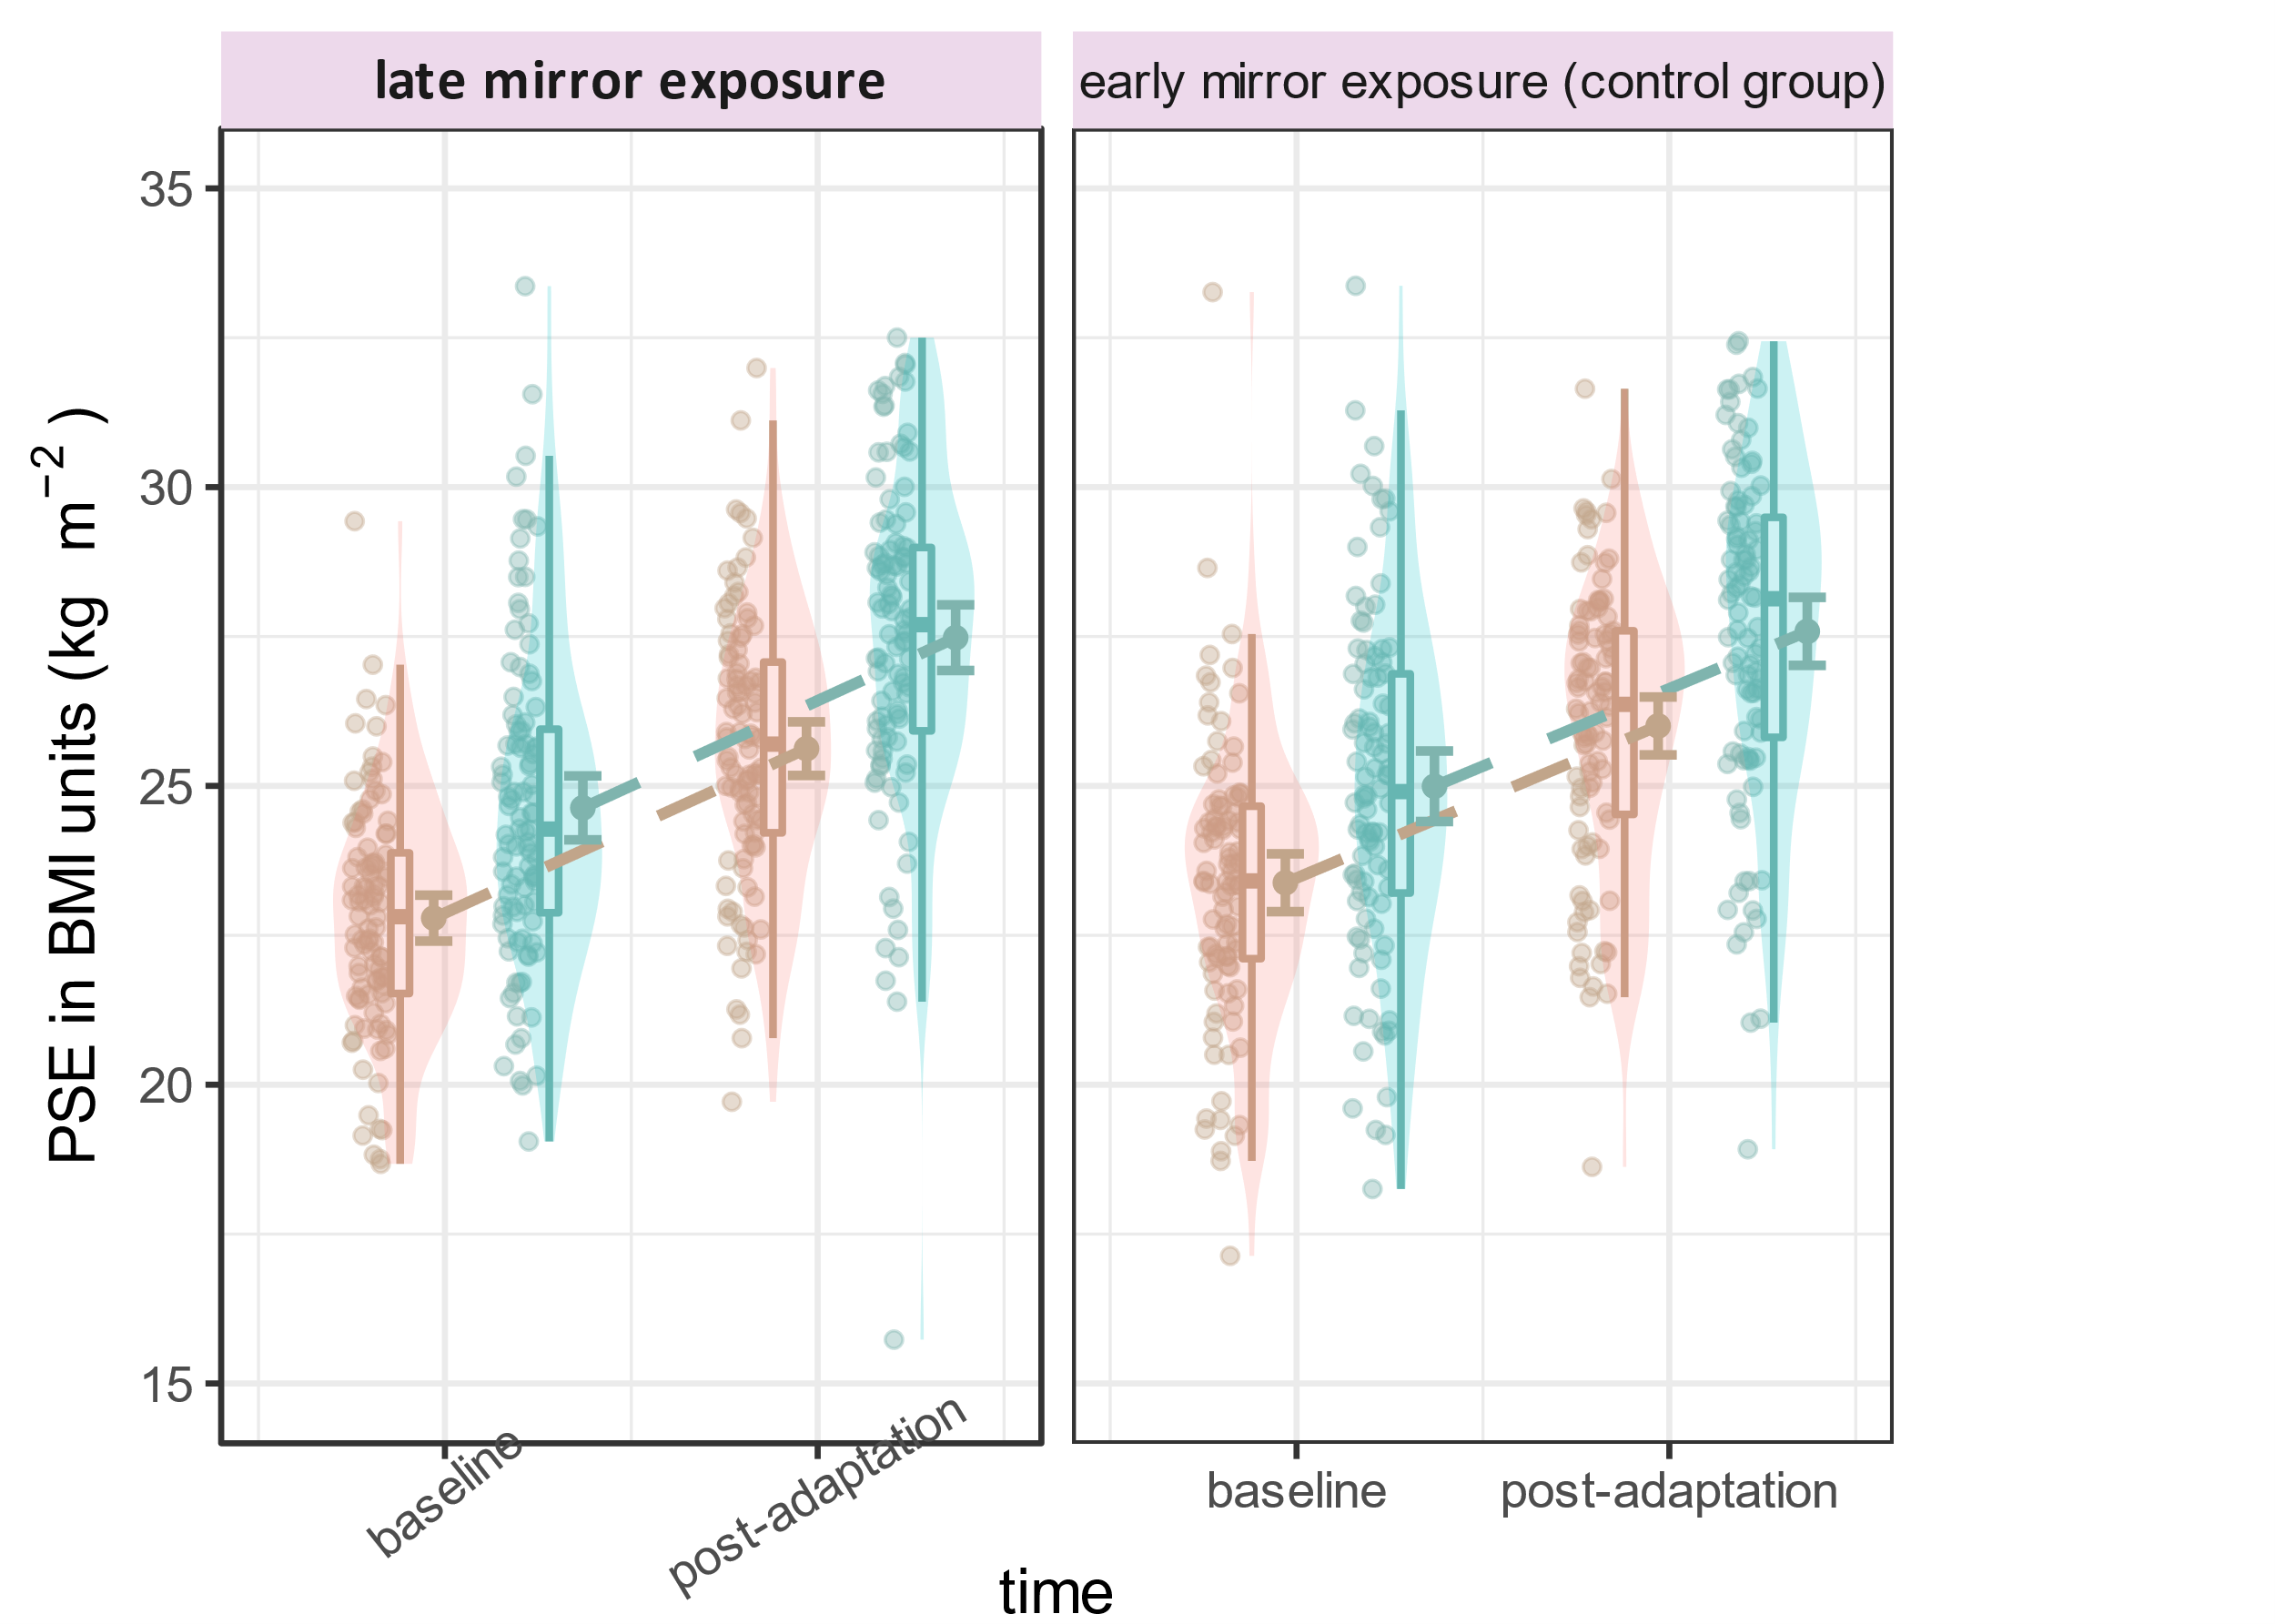 late mirror exposure
early mirror exposure (control group)
PSE in BMI units (kg m⁻²)
35
30
25
20
15
baseline
post-adaptation
baseline
post-adaptation
time